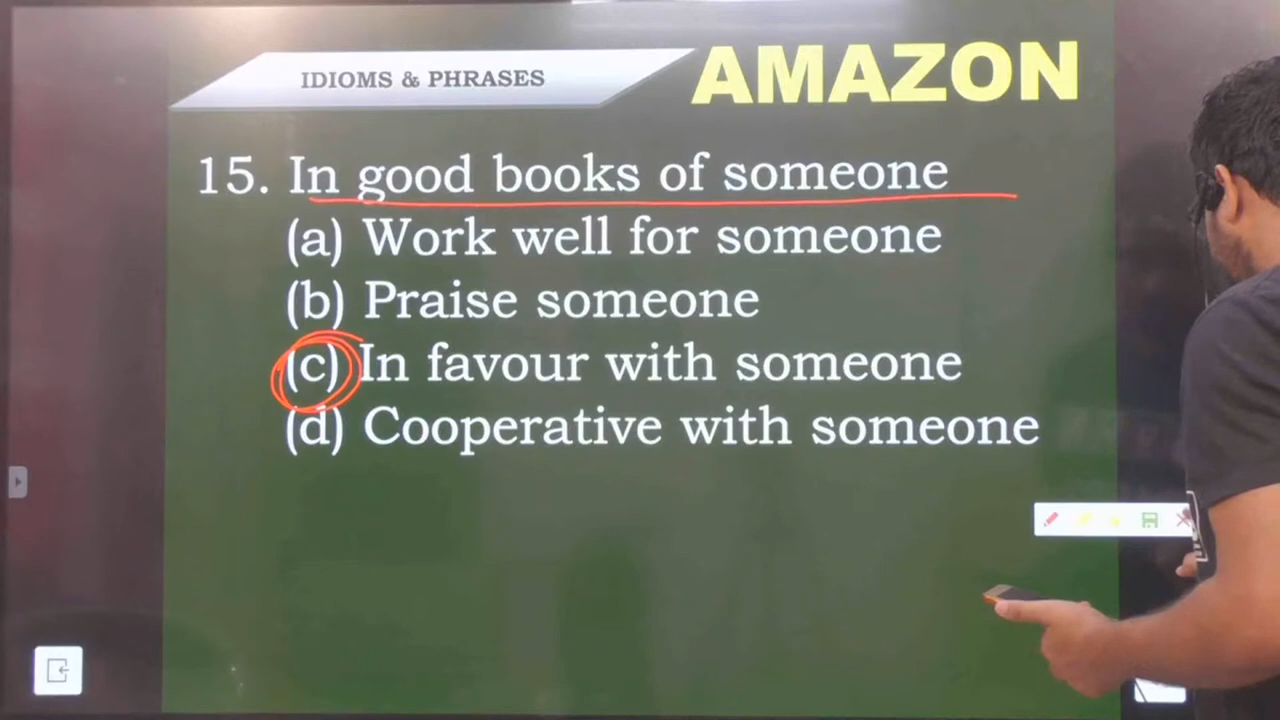 IDIOMS & PHRASES
AMAZON
15. In good books of someone
(a) Work well for someone
(b) Praise someone
(c) In favour with someone
(d) Cooperative with someone